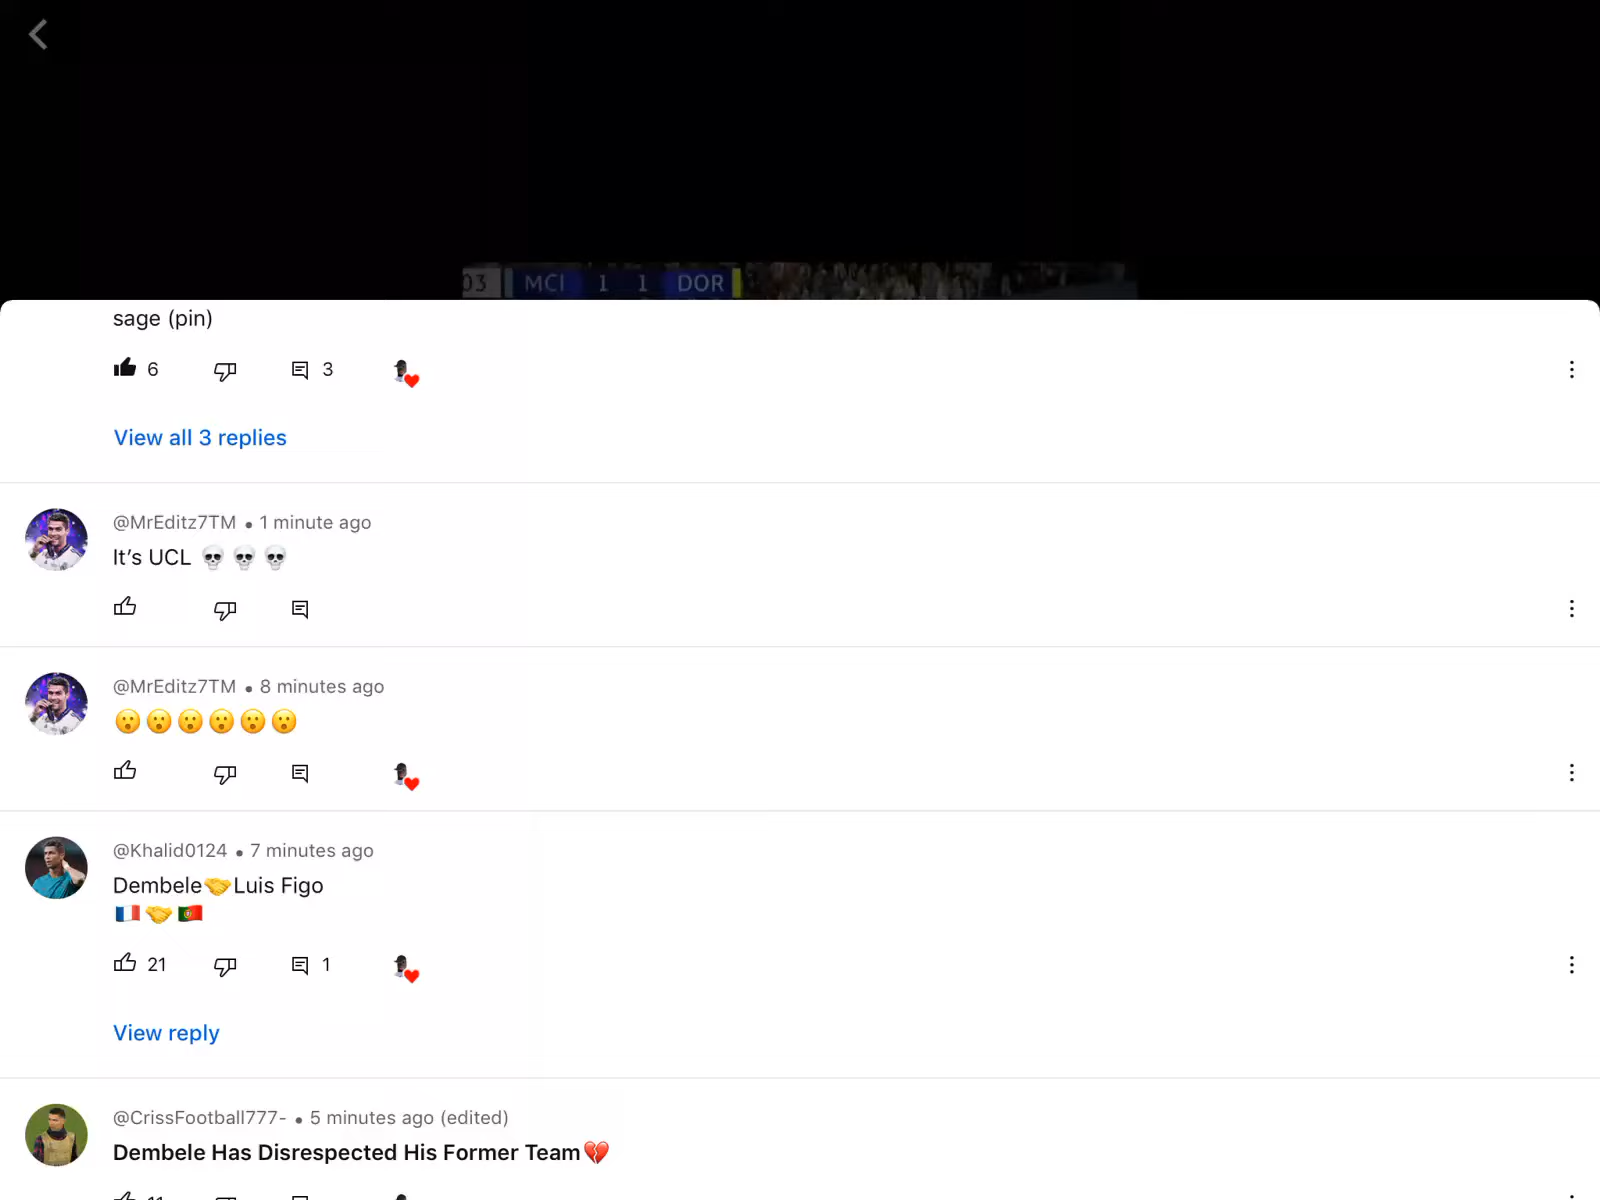 03 MCI 1 1 DOR
sage (pin)
6 3
View all 3 replies
@MrEditz7TM • 1 minute ago
It’s UCL 💀💀💀
@MrEditz7TM • 8 minutes ago
😮😮😮😮😮😮
@Khalid0124 • 7 minutes ago
Dembele🤝Luis Figo
🇫🇷🤝🇵🇹
21 1
View reply
@CrissFootball777- • 5 minutes ago (edited)
Dembele Has Disrespected His Former Team💔
11